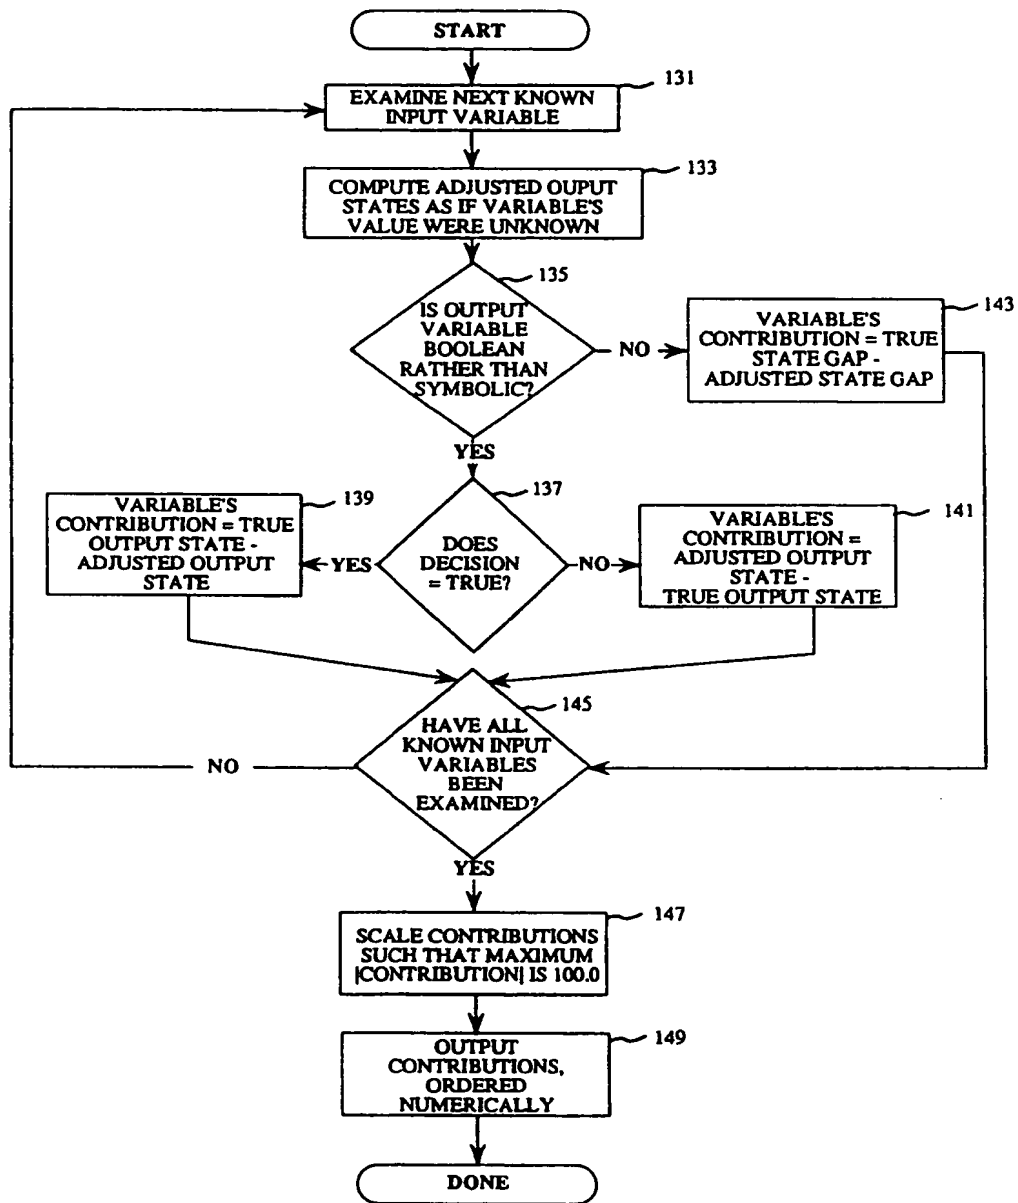 START
131
EXAMINE NEXT KNOWN
INPUT VARIABLE
133
COMPUTE ADJUSTED OUPUT
STATES AS IF VARIABLE'S
VALUE WERE UNKNOWN
135
IS OUTPUT
VARIABLE
BOOLEAN
RATHER THAN
SYMBOLIC?
NO
143
VARIABLE'S
CONTRIBUTION = TRUE
STATE GAP -
ADJUSTED STATE GAP
YES
137
DOES
DECISION
= TRUE?
YES
139
VARIABLE'S
CONTRIBUTION = TRUE
OUTPUT STATE -
ADJUSTED OUTPUT
STATE
NO
141
VARIABLE'S
CONTRIBUTION =
ADJUSTED OUTPUT
STATE -
TRUE OUTPUT STATE
145
HAVE ALL
KNOWN INPUT
VARIABLES
BEEN
EXAMINED?
NO
YES
147
SCALE CONTRIBUTIONS
SUCH THAT MAXIMUM
|CONTRIBUTION| IS 100.0
149
OUTPUT
CONTRIBUTIONS,
ORDERED
NUMERICALLY
DONE